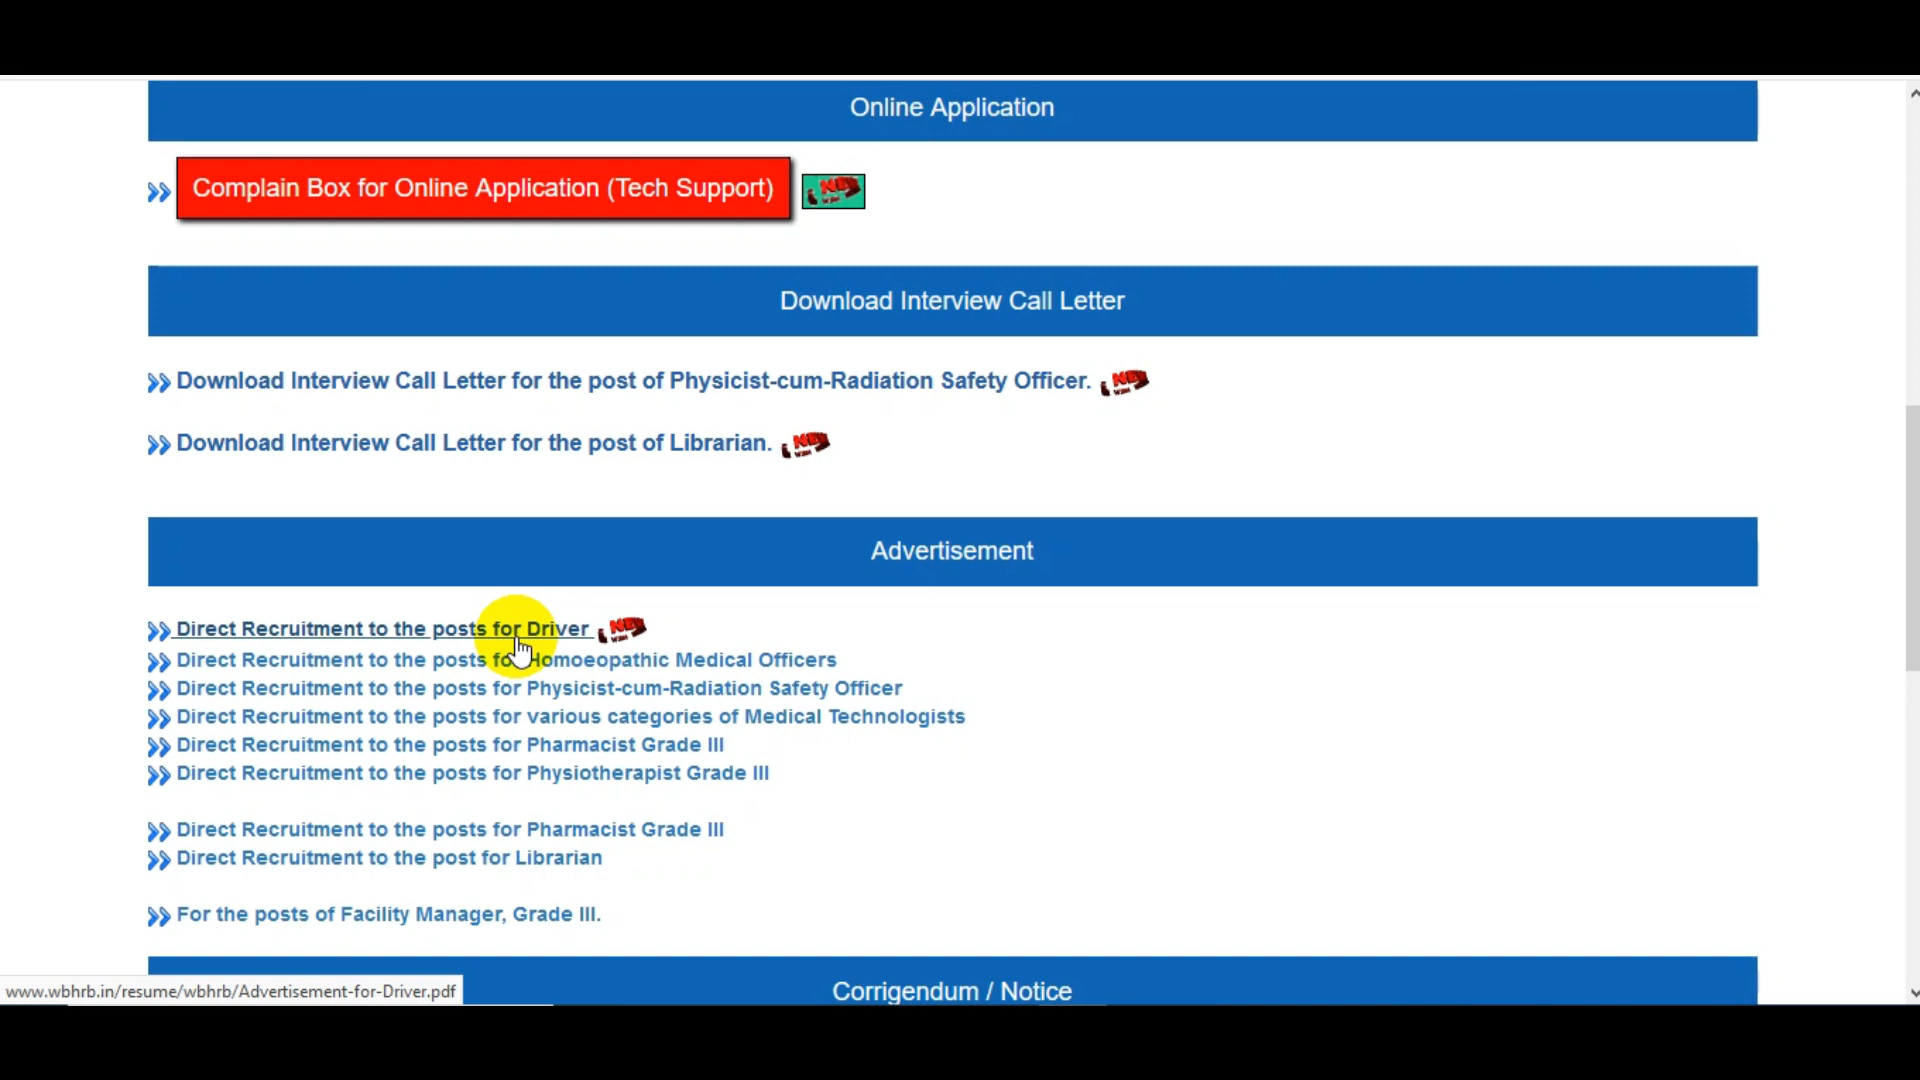 Online Application
Complain Box for Online Application (Tech Support) NEW
Download Interview Call Letter
Download Interview Call Letter for the post of Physicist-cum-Radiation Safety Officer. NEW
Download Interview Call Letter for the post of Librarian. NEW
Advertisement
Direct Recruitment to the posts for Driver NEW
Direct Recruitment to the posts for Homoeopathic Medical Officers
Direct Recruitment to the posts for Physicist-cum-Radiation Safety Officer
Direct Recruitment to the posts for various categories of Medical Technologists
Direct Recruitment to the posts for Pharmacist Grade III
Direct Recruitment to the posts for Physiotherapist Grade III
Direct Recruitment to the posts for Pharmacist Grade III
Direct Recruitment to the post for Librarian
For the posts of Facility Manager, Grade III.
Corrigendum / Notice
www.wbhrb.in/resume/wbhrb/Advertisement-for-Driver.pdf